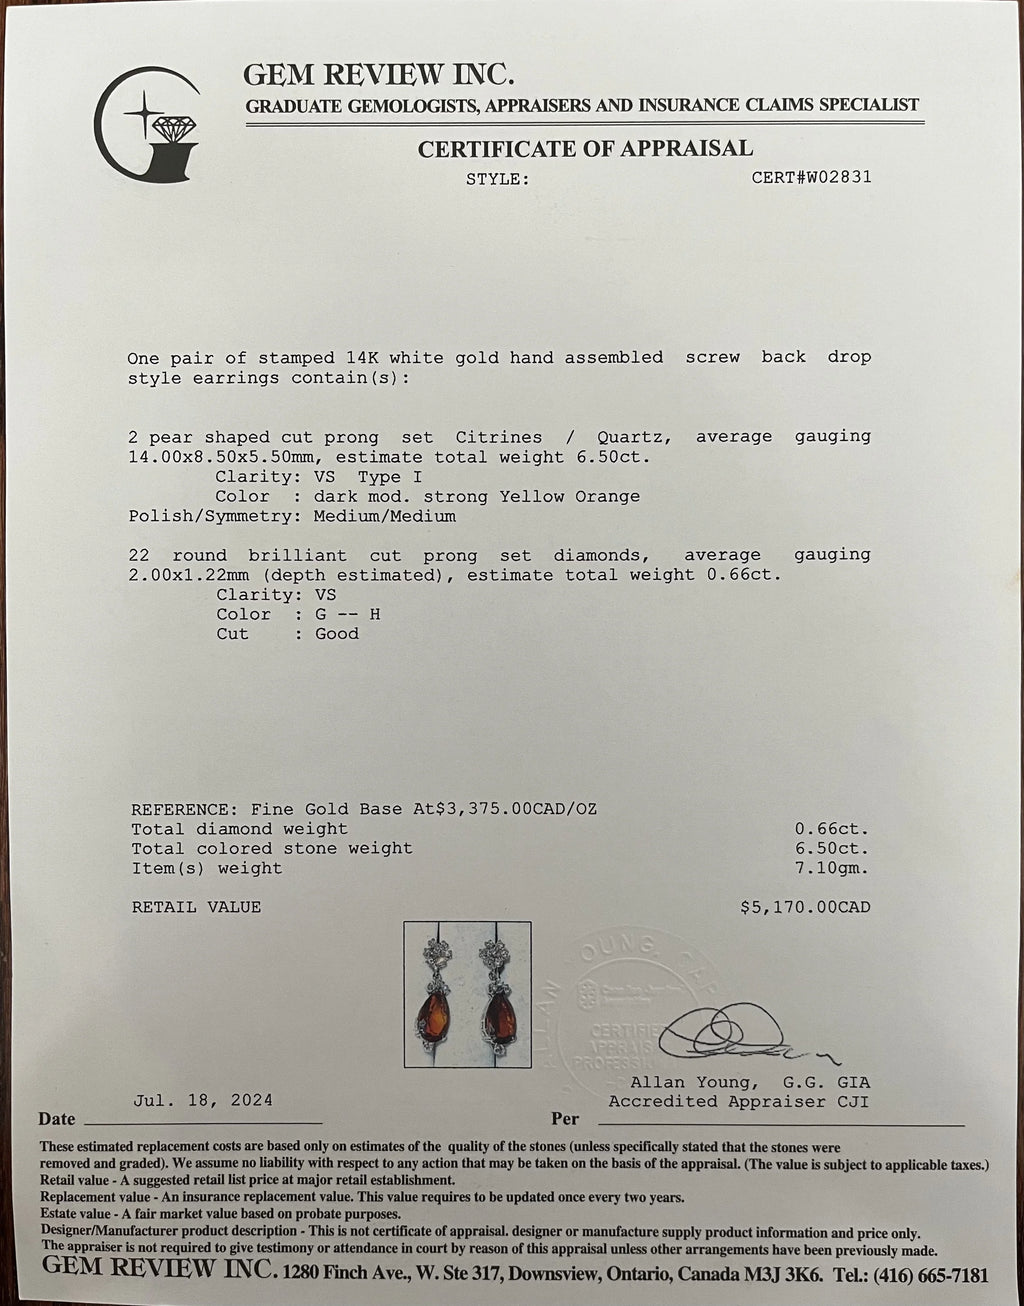 GEM REVIEW INC.
GRADUATE GEMOLOGISTS, APPRAISERS AND INSURANCE CLAIMS SPECIALIST
CERTIFICATE OF APPRAISAL
STYLE: CERT#W02831
One pair of stamped 14K white gold hand assembled screw back drop
style earrings contain(s):
2 pear shaped cut prong set Citrines / Quartz, average gauging
14.00x8.50x5.50mm, estimate total weight 6.50ct.
Clarity: VS Type I
Color : dark mod. strong Yellow Orange
Polish/Symmetry: Medium/Medium
22 round brilliant cut prong set diamonds, average gauging
2.00x1.22mm (depth estimated), estimate total weight 0.66ct.
Clarity: VS
Color : G -- H
Cut : Good
REFERENCE: Fine Gold Base At$3,375.00CAD/OZ
Total diamond weight 0.66ct.
Total colored stone weight 6.50ct.
Item(s) weight 7.10gm.
RETAIL VALUE $5,170.00CAD
ALLAN YOUNG, CAP
CERTIFIED
APPRAISAL
PROFESSI
Allan Young, G.G. GIA
Jul. 18, 2024 Accredited Appraiser CJI
Date Per
These estimated replacement costs are based only on estimates of the quality of the stones (unless specifically stated that the stones were
removed and graded). We assume no liability with respect to any action that may be taken on the basis of the appraisal. (The value is subject to applicable taxes.)
Retail value - A suggested retail list price at major retail establishment.
Replacement value - An insurance replacement value. This value requires to be updated once every two years.
Estate value - A fair market value based on probate purposes.
Designer/Manufacturer product description - This is not certificate of appraisal. designer or manufacture supply product information and price only.
The appraiser is not required to give testimony or attendance in court by reason of this appraisal unless other arrangements have been previously made.
GEM REVIEW INC. 1280 Finch Ave., W. Ste 317, Downsview, Ontario, Canada M3J 3K6. Tel.: (416) 665-7181